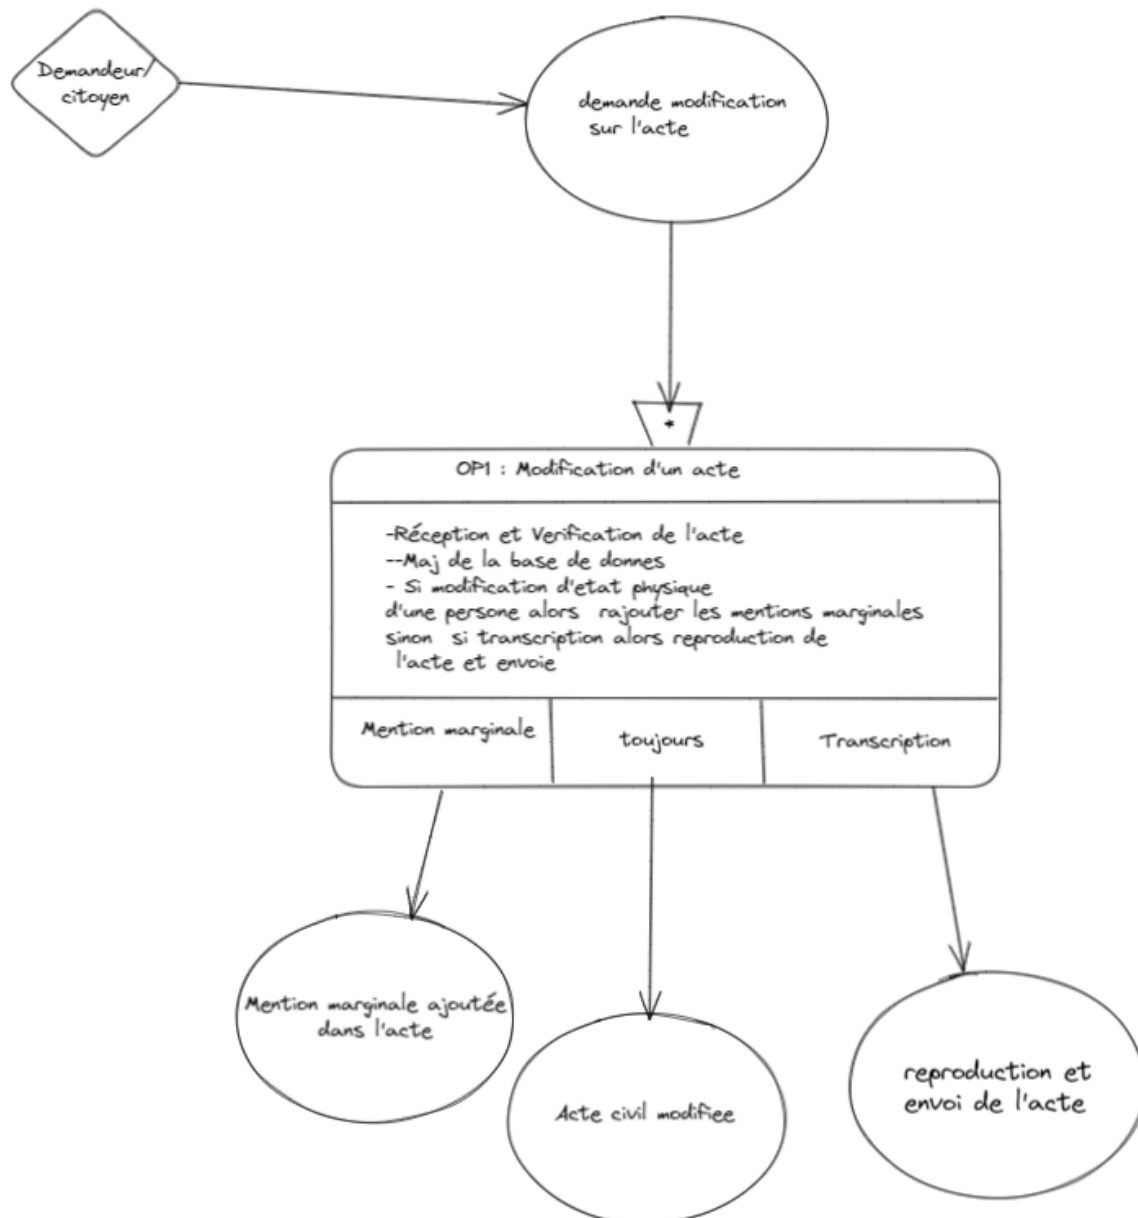 Demandeur/
citoyen
demande modification
sur l'acte
*
OP1 : Modification d'un acte
-Réception et Verification de l'acte
--Maj de la base de donnes
- Si modification d'etat physique
d'une persone alors rajouter les mentions marginales
sinon si transcription alors reproduction de
l'acte et envoie
Mention marginale
toujours
Transcription
Mention marginale ajoutée
dans l'acte
Acte civil modifiee
reproduction et
envoi de l'acte